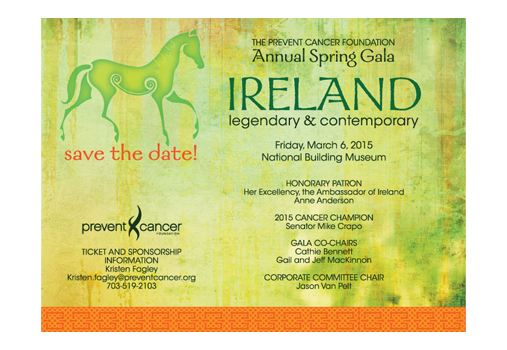 THE PREVENT CANCER FOUNDATION
Annual Spring Gala
IRELAND
legendary & contemporary
save the date!
Friday, March 6, 2015
National Building Museum
HONORARY PATRON
Her Excellency, the Ambassador of Ireland
Anne Anderson
2015 CANCER CHAMPION
Senator Mike Crapo
GALA CO-CHAIRS
Cathie Bennett
Gail and Jeff MacKinnon
CORPORATE COMMITTEE CHAIR
Jason Van Pelt
prevent cancer
FOUNDATION
TICKET AND SPONSORSHIP
INFORMATION
Kristen Fagley
Kristen.fagley@preventcancer.org
703-519-2103